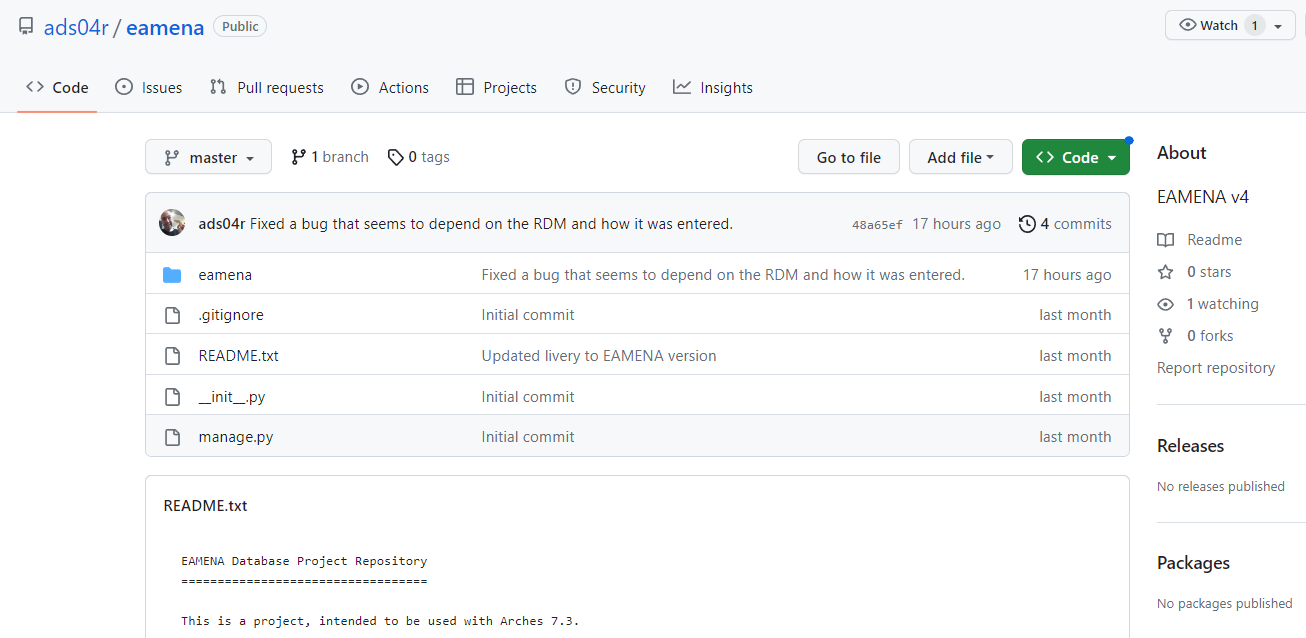 ads04r / eamena Public
Watch 1
Code Issues Pull requests Actions Projects Security Insights
master 1 branch 0 tags Go to file Add file Code
ads04r Fixed a bug that seems to depend on the RDM and how it was entered. 48a65ef 17 hours ago 4 commits
eamena Fixed a bug that seems to depend on the RDM and how it was entered. 17 hours ago
.gitignore Initial commit last month
README.txt Updated livery to EAMENA version last month
__init__.py Initial commit last month
manage.py Initial commit last month
README.txt
EAMENA Database Project Repository
==================================
This is a project, intended to be used with Arches 7.3.
About
EAMENA v4
Readme
0 stars
1 watching
0 forks
Report repository
Releases
No releases published
Packages
No packages published